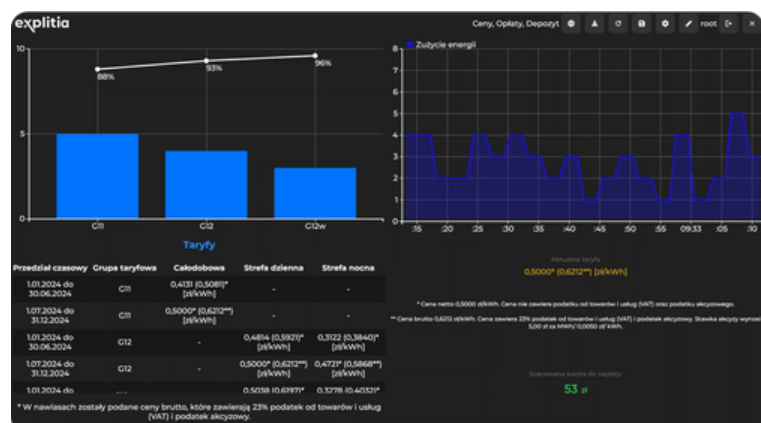 explitia
Ceny, Opłaty, Depozyt
root
10
5
0
88%
93%
96%
G11
G12
G12w
Taryfy
Zużycie energii
8
7
6
5
4
3
2
1
0
:15
:20
:25
:30
:35
:40
:45
:50
:55
09:33
:05
:10
Przedział czasowy Grupa taryfowa Całodobowa Strefa dzienna Strefa nocna
1.01.2024 do
30.06.2024
G11
0,4131 (0,5081)*
[zł/kWh]
-
-
1.07.2024 do
31.12.2024
G11
0,5000* (0,6212**)
[zł/kWh]
-
-
1.01.2024 do
30.06.2024
G12
-
0,4814 (0,5921)*
[zł/kWh]
0,3122 (0,3840)*
[zł/kWh]
1.07.2024 do
31.12.2024
G12
-
0,5000* (0,6212**)
[zł/kWh]
0,4721* (0,5868**)
[zł/kWh]
1.01.2024 do
0,5038 (0,6197)*
0,3278 (0,4032)*
* W nawiasach zostały podane ceny brutto, które zawierają 23% podatek od towarów i usług
(VAT) i podatek akcyzowy.
Aktualna taryfa
0,5000* (0,6212**) [zł/kWh]
* Cena netto 0,5000 zł/kWh. Cena nie zawiera podatku od towarów i usług (VAT) oraz podatku akcyzowego.
** Cena brutto 0,6212 zł/kWh. Cena zawiera 23% podatek od towarów i usług (VAT) i podatek akcyzowy. Stawka akcyzy wynosi
5,00 zł za MWh/ 0,0050 zł/ kWh.
Szacowana kwota do zapłaty
53 zł